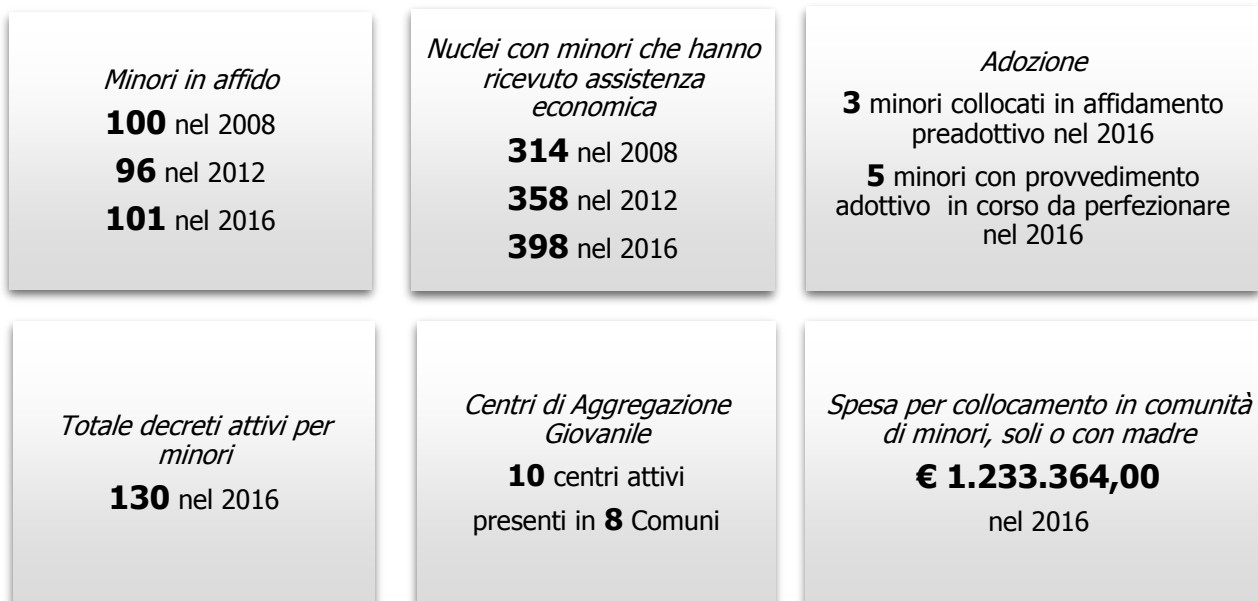 Minori in affido
100 nel 2008
96 nel 2012
101 nel 2016
Nuclei con minori che hanno
ricevuto assistenza
economica
314 nel 2008
358 nel 2012
398 nel 2016
Adozione
3 minori collocati in affidamento
preadottivo nel 2016
5 minori con provvedimento
adottivo in corso da perfezionare
nel 2016
Totale decreti attivi per
minori
130 nel 2016
Centri di Aggregazione
Giovanile
10 centri attivi
presenti in 8 Comuni
Spesa per collocamento in comunità
di minori, soli o con madre
€ 1.233.364,00
nel 2016